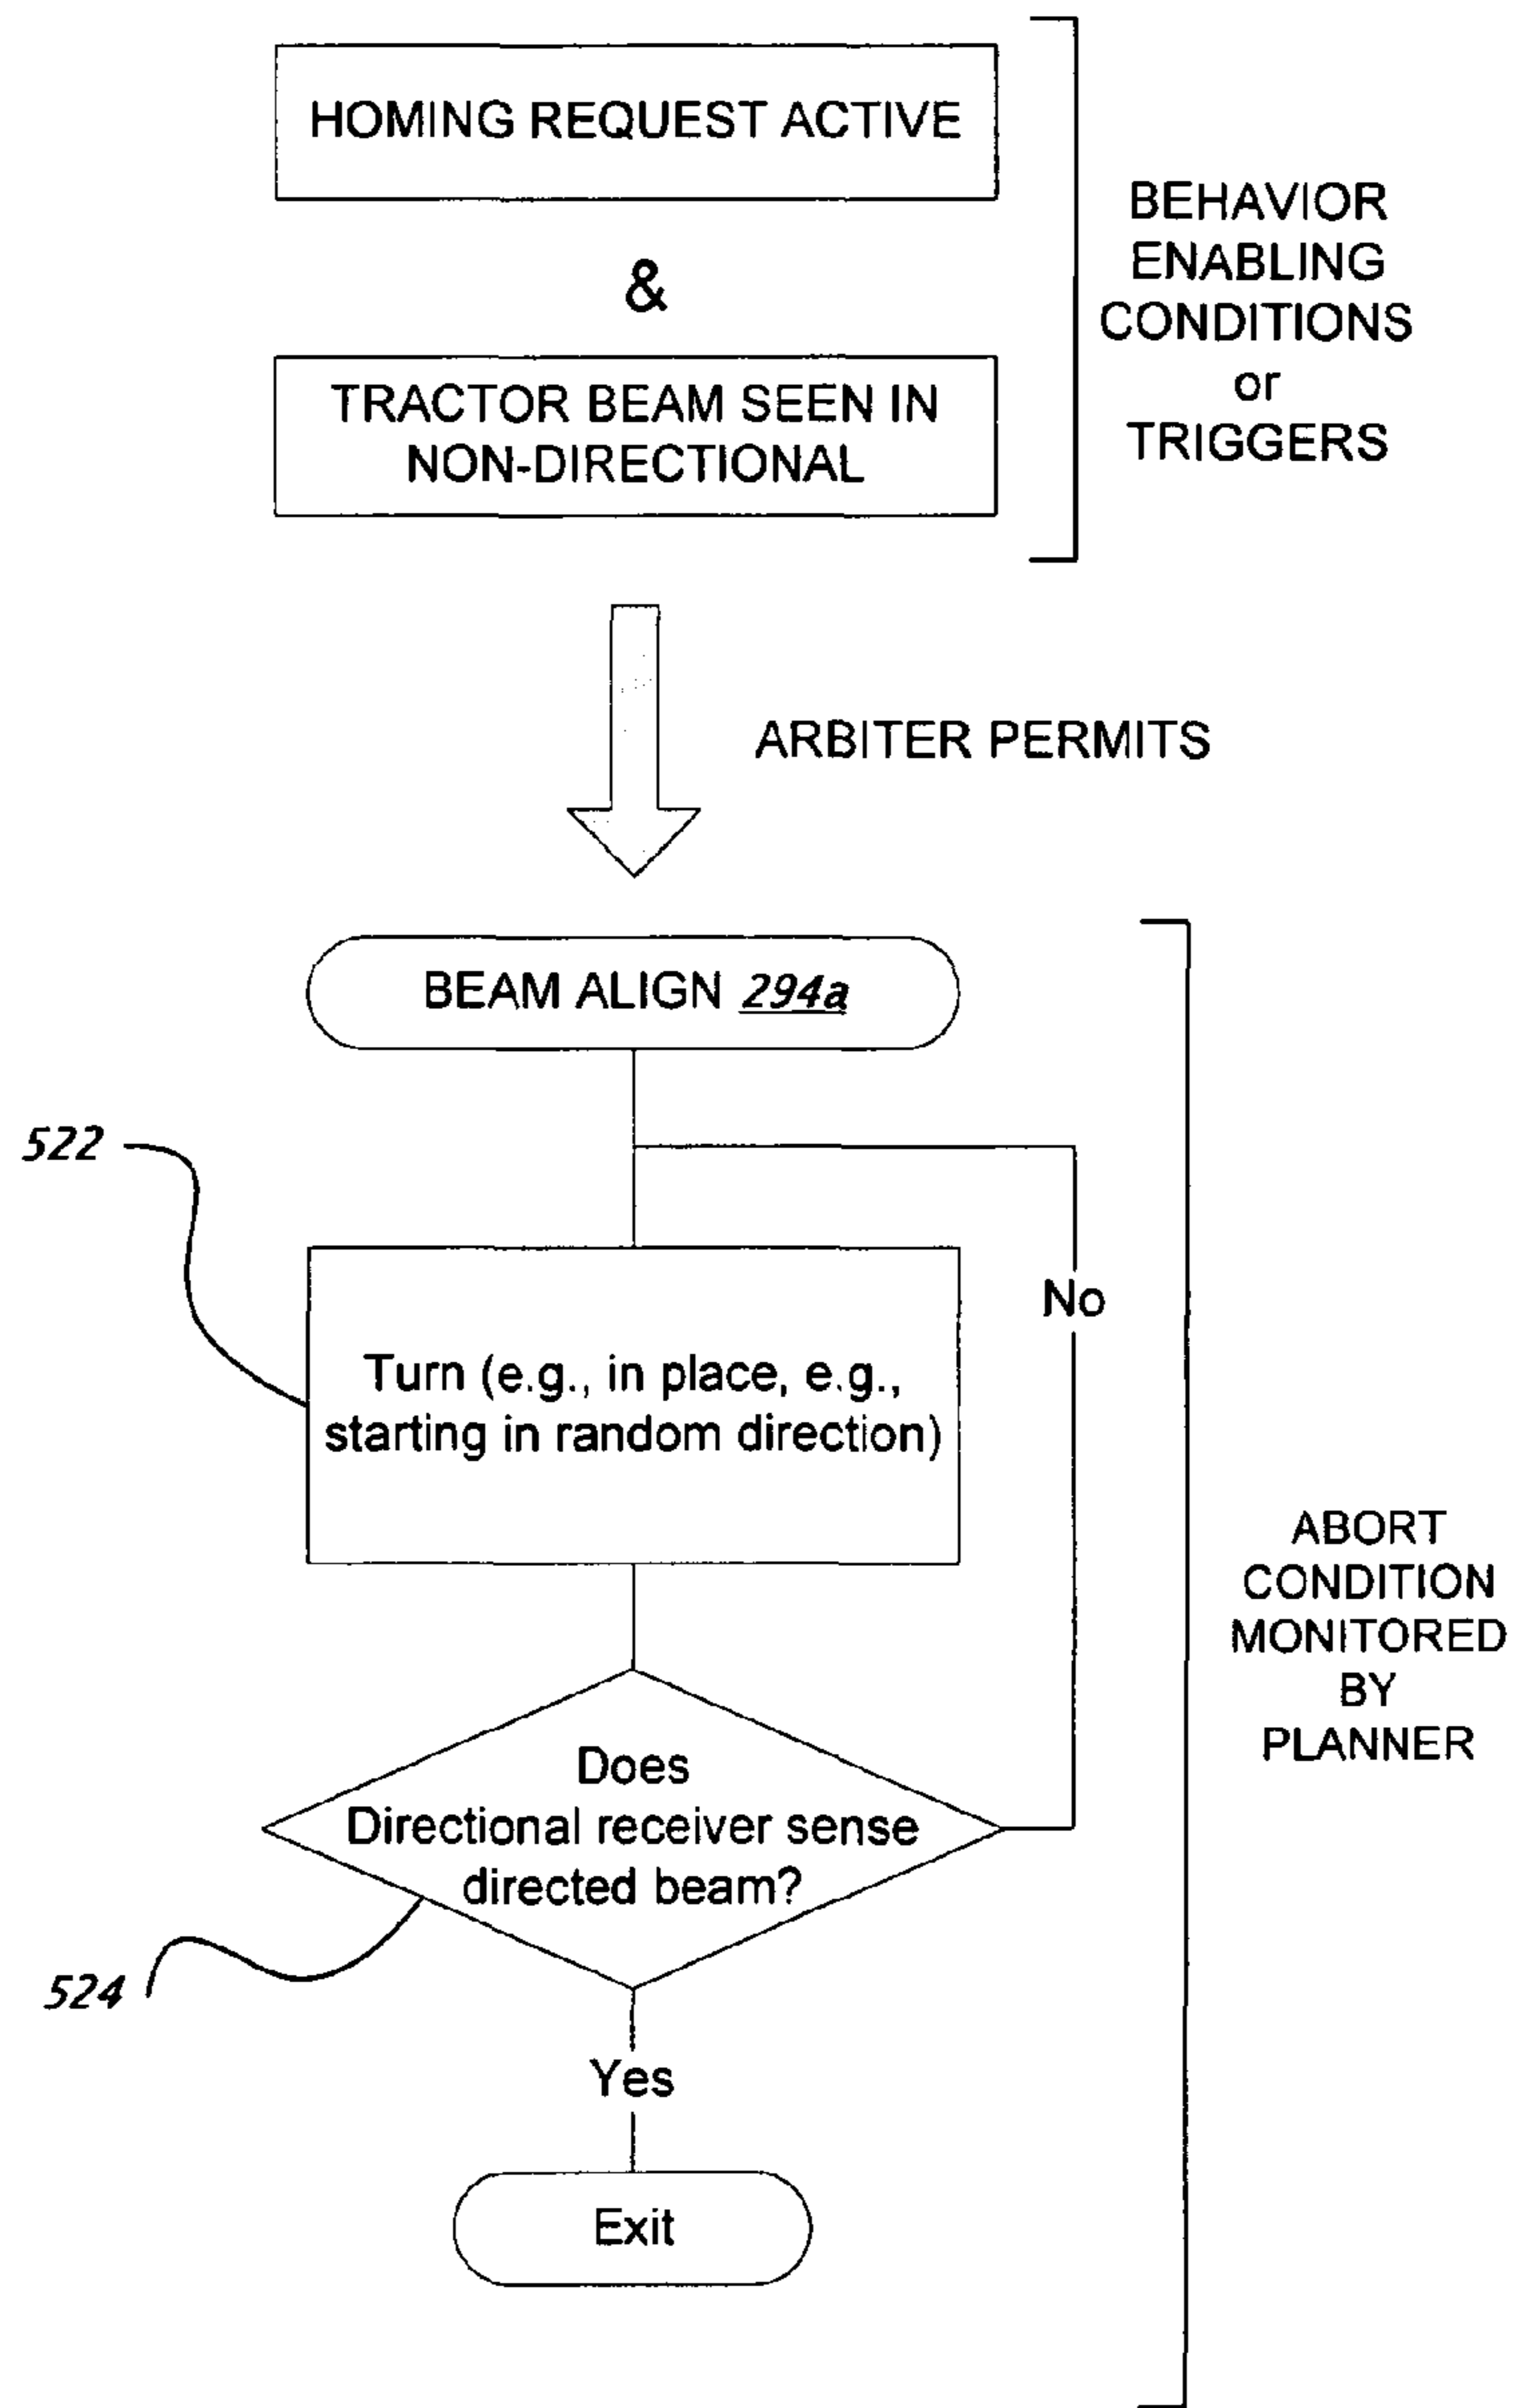 HOMING REQUEST ACTIVE
&
TRACTOR BEAM SEEN IN
NON-DIRECTIONAL
BEHAVIOR
ENABLING
CONDITIONS
or
TRIGGERS
ARBITER PERMITS
BEAM ALIGN 294a
522
No
Turn (e.g., in place, e.g.,
starting in random direction)
ABORT
CONDITION
MONITORED
BY
PLANNER
Does
Directional receiver sense
directed beam?
524
Yes
Exit